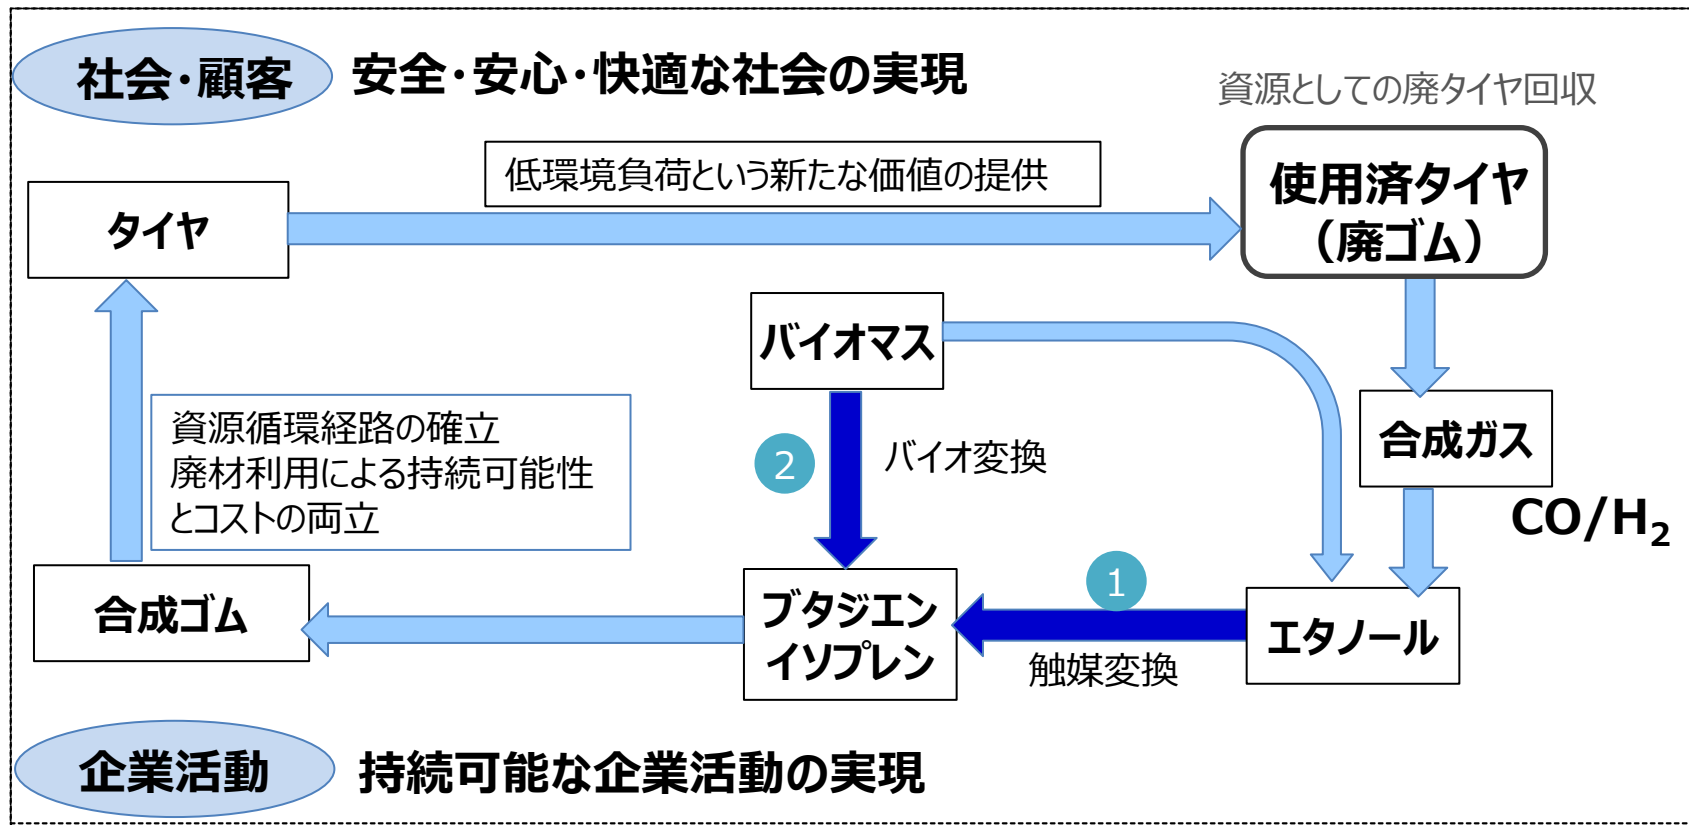 社会・顧客
安全・安心・快適な社会の実現
資源としての廃タイヤ回収
低環境負荷という新たな価値の提供
使用済タイヤ
（廃ゴム）
タイヤ
バイオマス
資源循環経路の確立
廃材利用による持続可能性
とコストの両立
2
バイオ変換
合成ガス
CO/H₂
1
合成ゴム
ブタジエン
イソプレン
触媒変換
エタノール
企業活動
持続可能な企業活動の実現